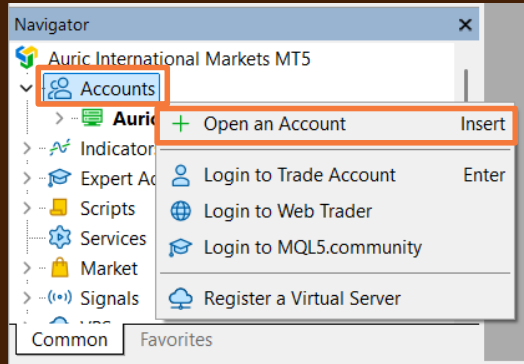 Navigator
Auric International Markets MT5
Accounts
Auric
Open an Account Insert
Indicator
Login to Trade Account Enter
Expert Ad
Login to Web Trader
Scripts
Services
Login to MQL5.community
Market
Signals
Register a Virtual Server
Common Favorites